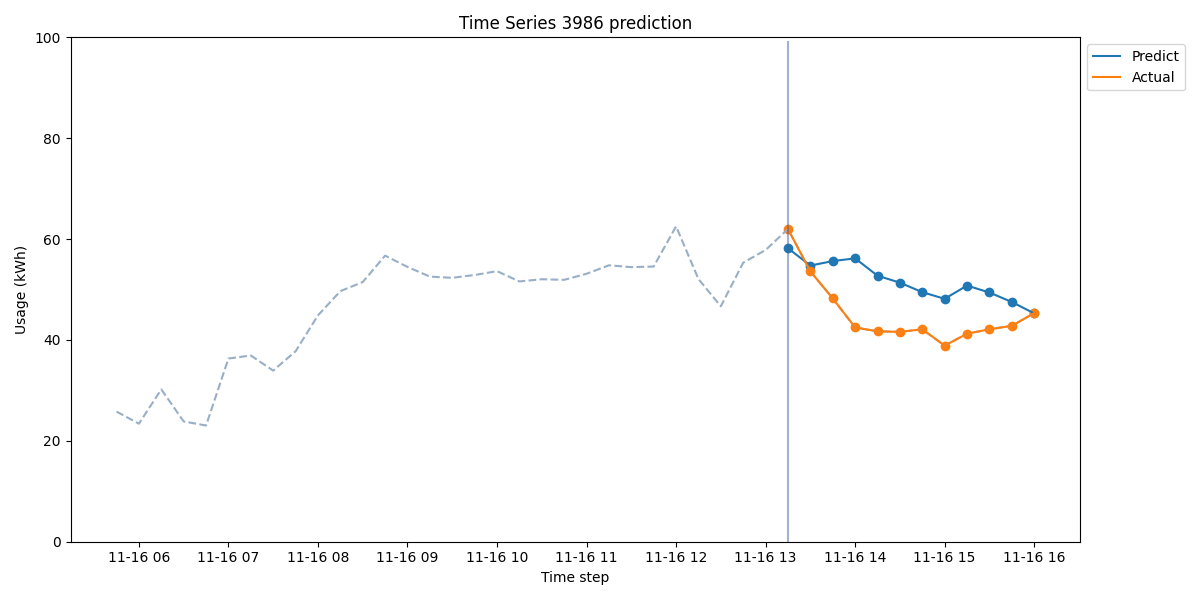 Time Series 3986 prediction
Predict
Actual
Usage (kWh)
100
80
60
40
20
0
11-16 06 11-16 07 11-16 08 11-16 09 11-16 10 11-16 11 11-16 12 11-16 13 11-16 14 11-16 15 11-16 16
Time step